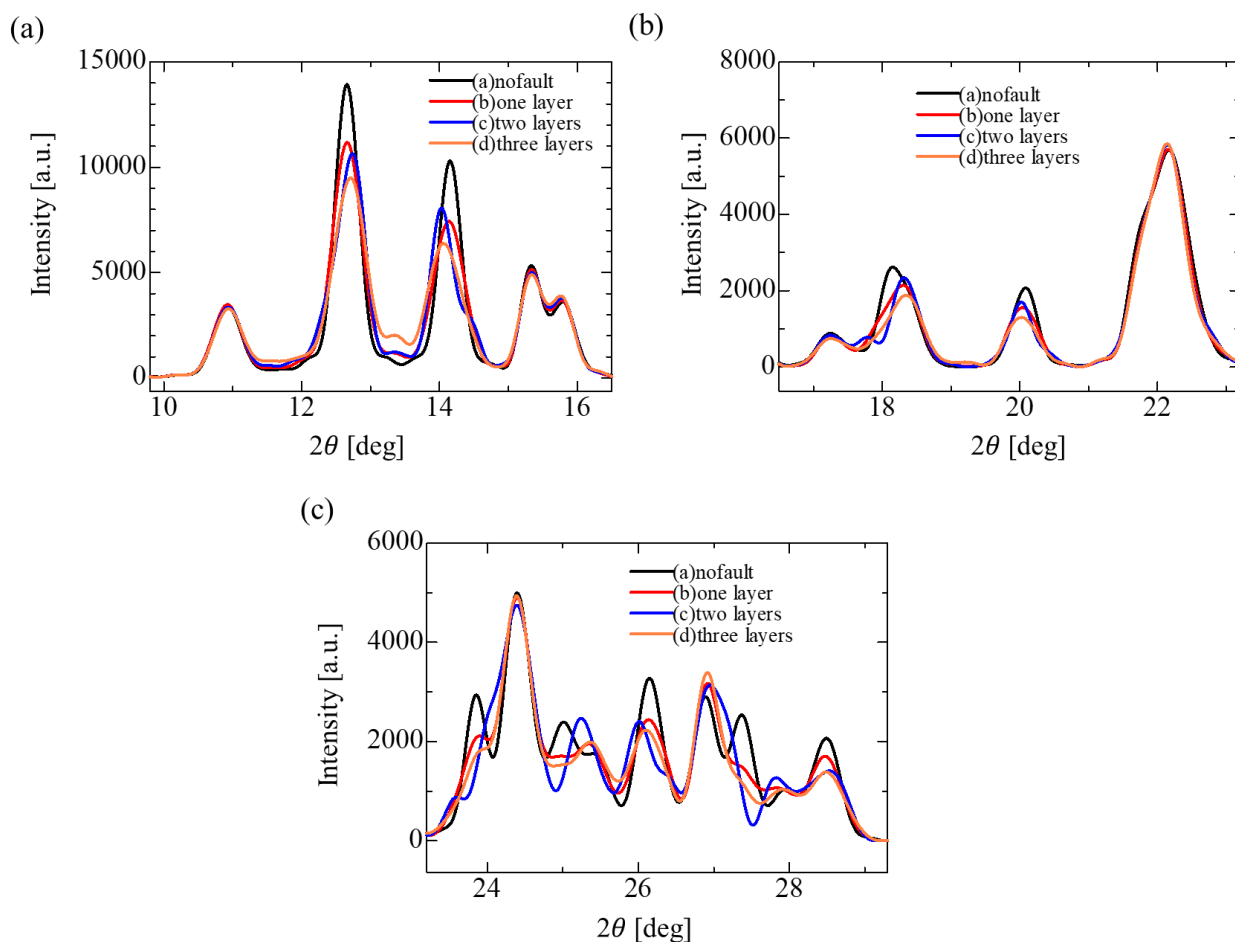 (a)
15000
10000
5000
0
Intensity [a.u.]
(a)nofault
(b)one layer
(c)two layers
(d)three layers
10
12
14
16
2θ [deg]
(b)
8000
6000
4000
2000
0
Intensity [a.u.]
(a)nofault
(b)one layer
(c)two layers
(d)three layers
18
20
22
2θ [deg]
(c)
6000
4000
2000
0
Intensity [a.u.]
(a)nofault
(b)one layer
(c)two layers
(d)three layers
24
26
28
2θ [deg]